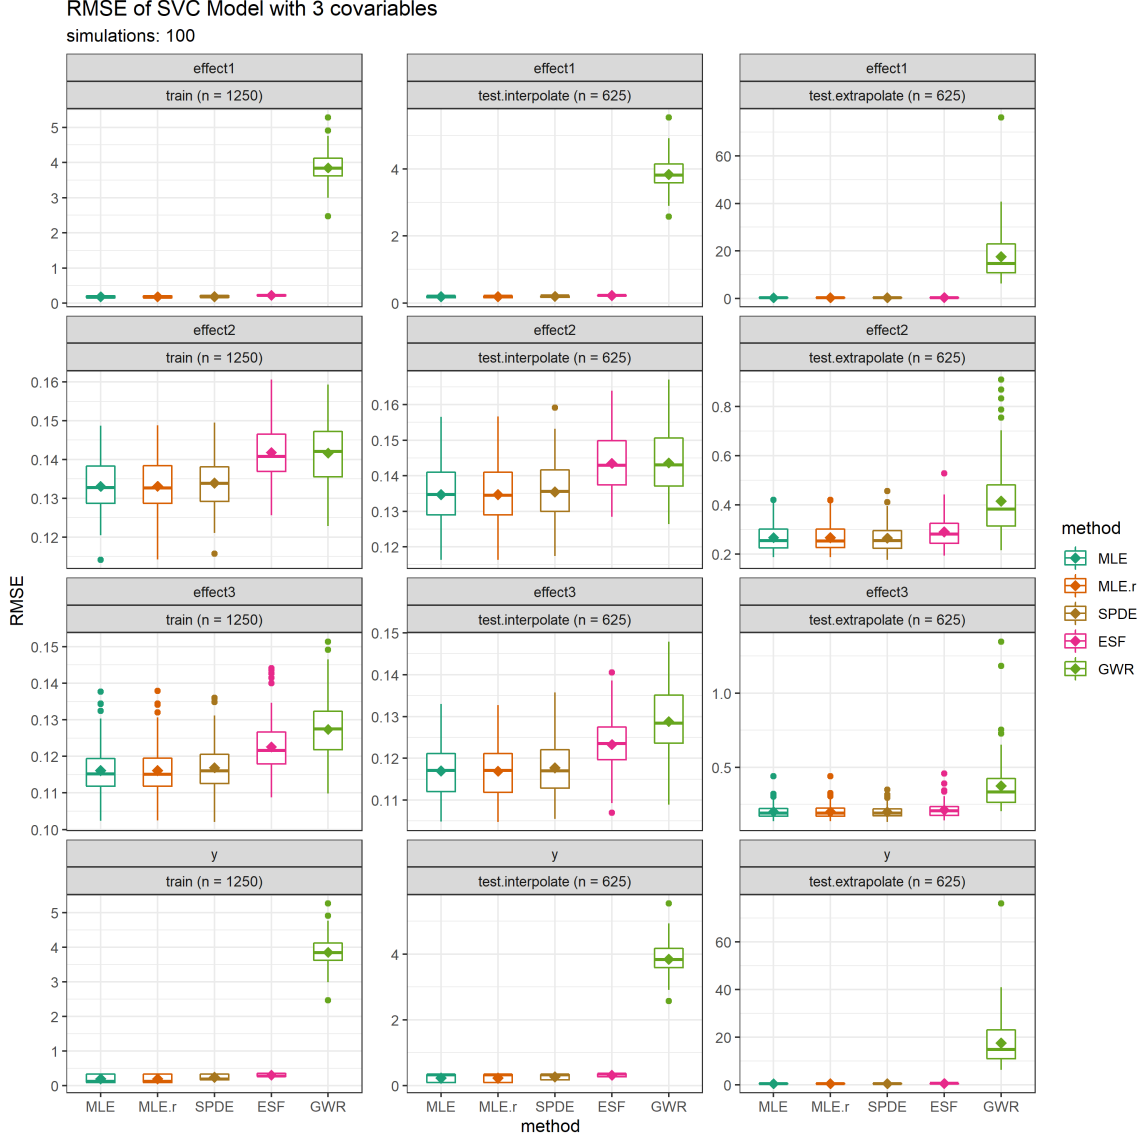 RMSE of SVC Model with 3 covariables
simulations: 100
effect1
effect1
effect1
train (n = 1250)
test.interpolate (n = 625)
test.extrapolate (n = 625)
5
4
3
2
1
0
4
2
0
60
40
20
0
effect2
effect2
effect2
train (n = 1250)
test.interpolate (n = 625)
test.extrapolate (n = 625)
0.16
0.15
0.14
0.13
0.12
0.16
0.15
0.14
0.13
0.12
0.8
0.6
0.4
0.2
effect3
effect3
effect3
train (n = 1250)
test.interpolate (n = 625)
test.extrapolate (n = 625)
0.15
0.14
0.13
0.12
0.11
0.10
0.15
0.14
0.13
0.12
0.11
1.0
0.5
y
y
y
train (n = 1250)
test.interpolate (n = 625)
test.extrapolate (n = 625)
5
4
3
2
1
0
4
2
0
60
40
20
0
MLE MLE.r SPDE ESF GWR
MLE MLE.r SPDE ESF GWR
MLE MLE.r SPDE ESF GWR
method
RMSE
method
MLE
MLE.r
SPDE
ESF
GWR